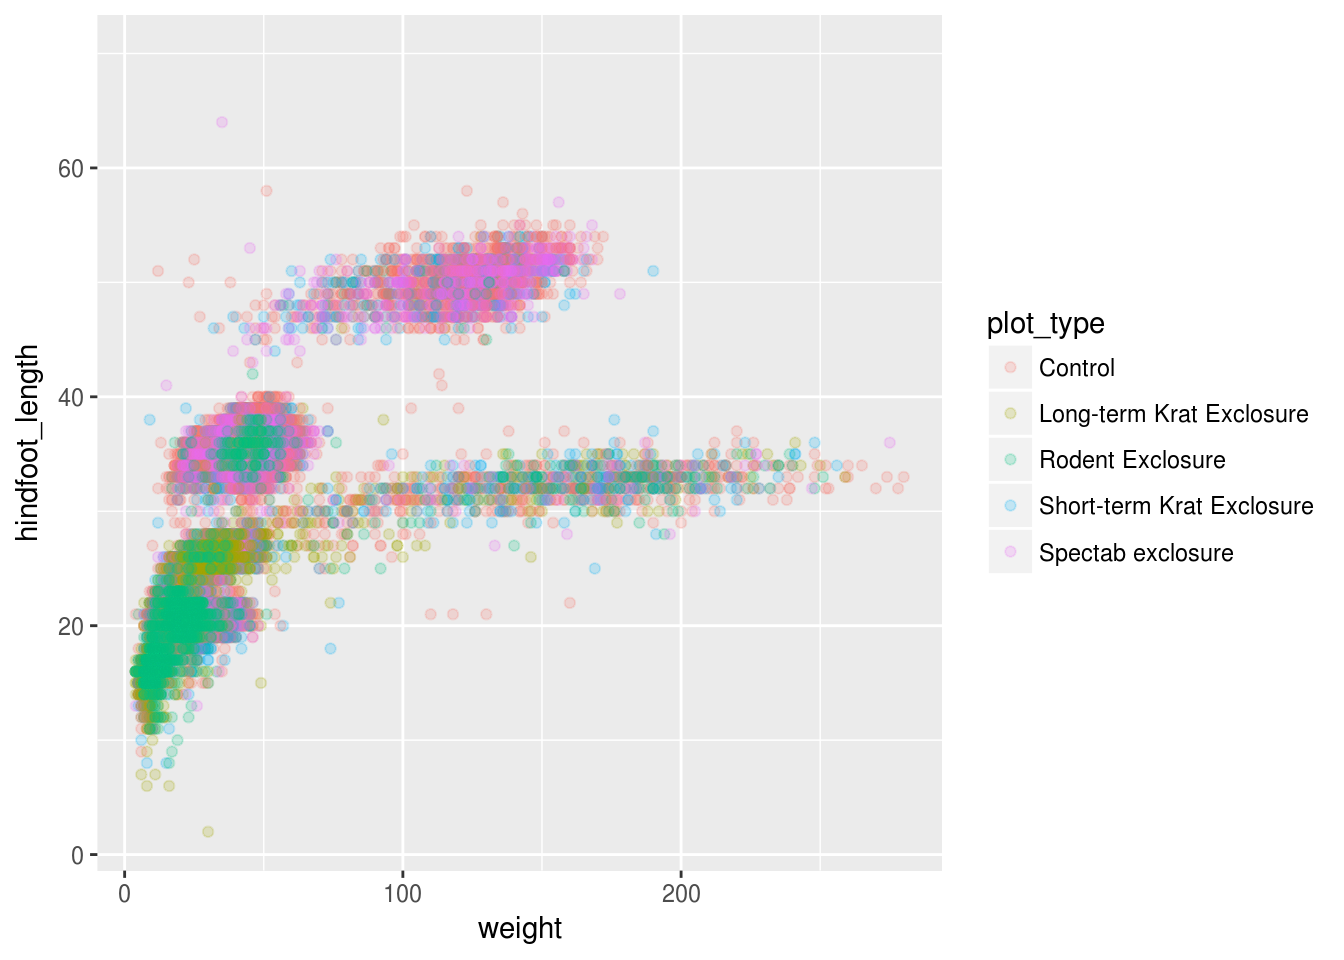 60
40
20
0
0 100 200
weight
hindfoot_length
plot_type
Control
Long-term Krat Exclosure
Rodent Exclosure
Short-term Krat Exclosure
Spectab exclosure